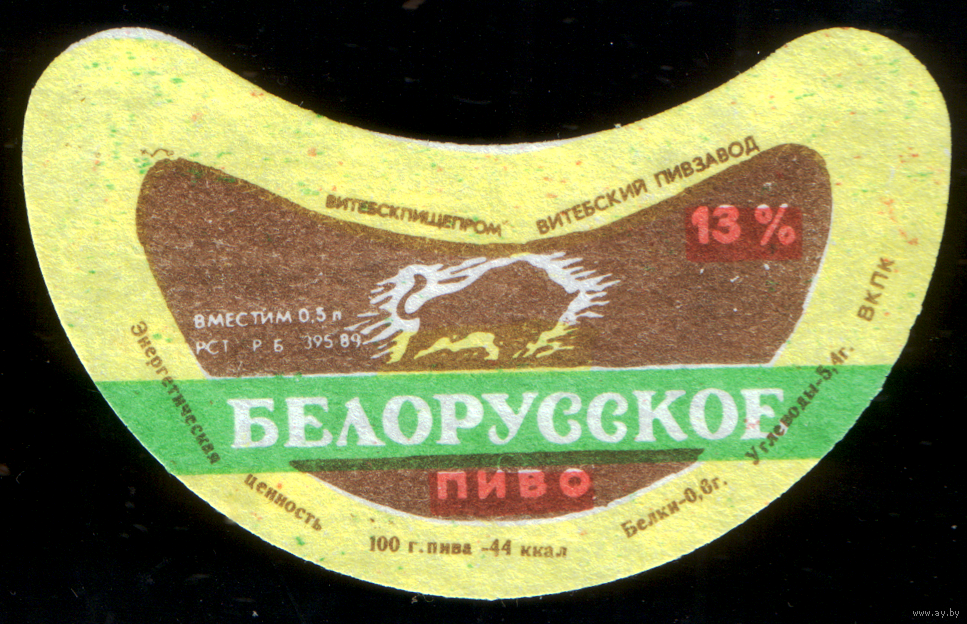 ВИТЕБСКПИЩЕПРОМ ВИТЕБСКИЙ ПИВЗАВОД
13 %
ВМЕСТИМ 0,5 л
РСТ Р Б 395 89
БЕЛОРУССКОЕ
ПИВО
Энергетическая ценность
100 г. пива -44 ккал
Белки-0,6г.
Углеводы-5,4г.
ВКПК
www.ay.by